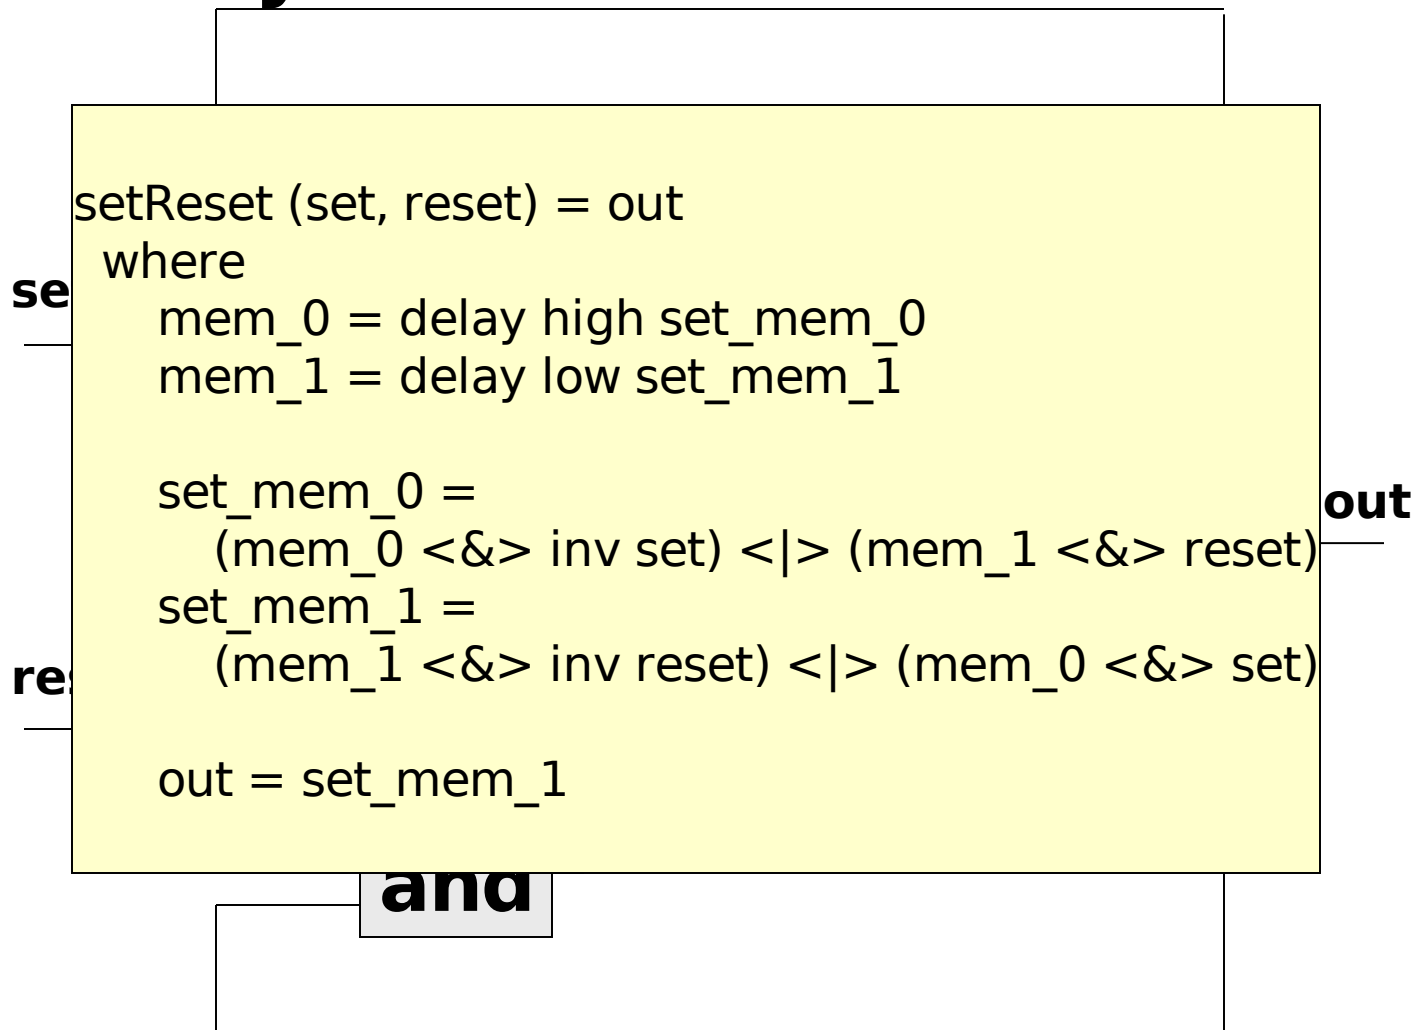 setReset (set, reset) = out
where
mem_0 = delay high set_mem_0
mem_1 = delay low set_mem_1
set_mem_0 =
(mem_0 <&> inv set) <|> (mem_1 <&> reset)
set_mem_1 =
(mem_1 <&> inv reset) <|> (mem_0 <&> set)
out = set_mem_1
out
and